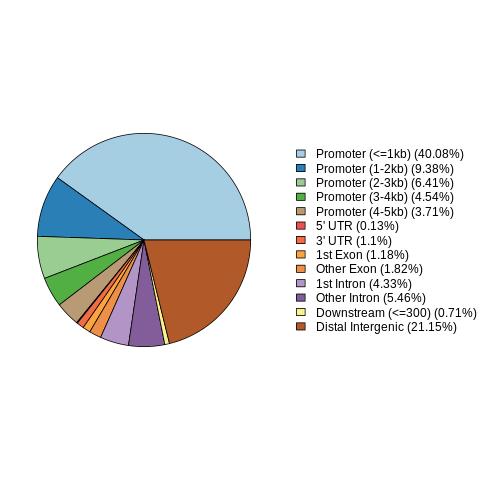 Promoter (<=1kb) (40.08%)
Promoter (1-2kb) (9.38%)
Promoter (2-3kb) (6.41%)
Promoter (3-4kb) (4.54%)
Promoter (4-5kb) (3.71%)
5' UTR (0.13%)
3' UTR (1.1%)
1st Exon (1.18%)
Other Exon (1.82%)
1st Intron (4.33%)
Other Intron (5.46%)
Downstream (<=300) (0.71%)
Distal Intergenic (21.15%)